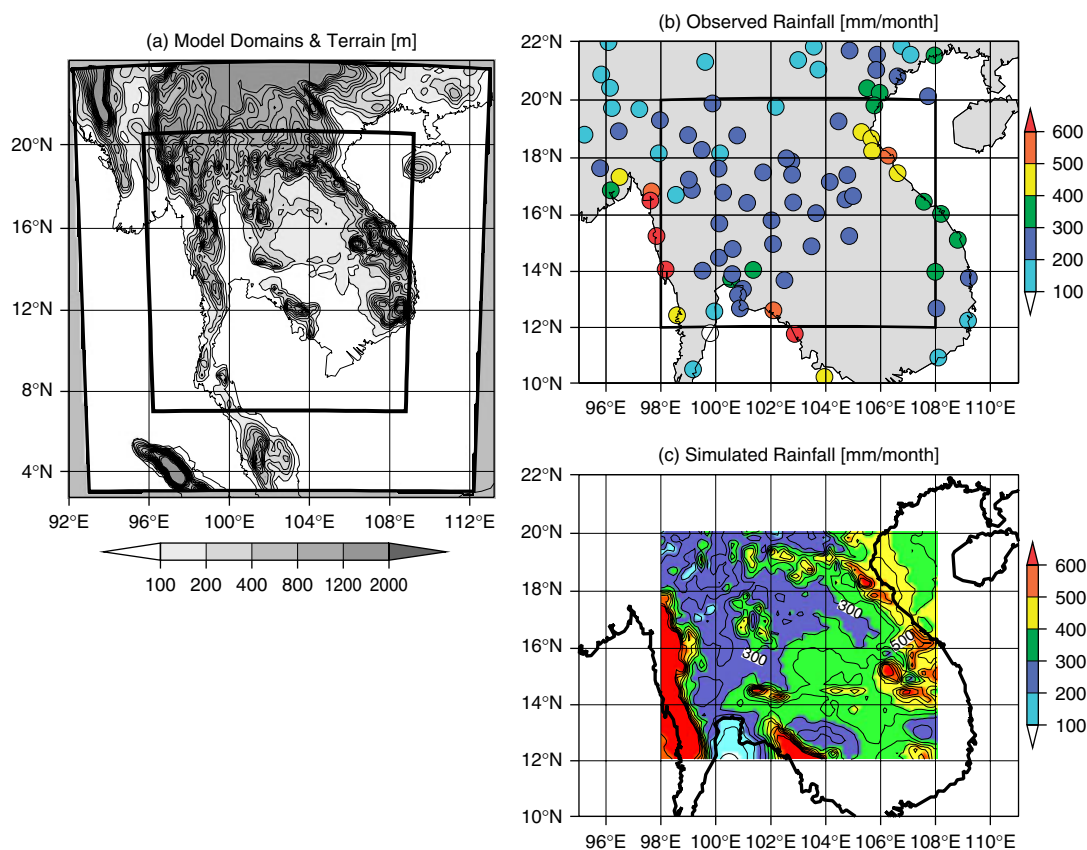 (a) Model Domains & Terrain [m]
20°N
16°N
12°N
8°N
4°N
92°E 96°E 100°E 104°E 108°E 112°E
100 200 400 800 1200 2000
(b) Observed Rainfall [mm/month]
22°N
20°N
18°N
16°N
14°N
12°N
10°N
96°E 98°E 100°E 102°E 104°E 106°E 108°E 110°E
600
500
400
300
200
100
(c) Simulated Rainfall [mm/month]
22°N
20°N
18°N
16°N
14°N
12°N
10°N
96°E 98°E 100°E 102°E 104°E 106°E 108°E 110°E
300
500
300
600
500
400
300
200
100